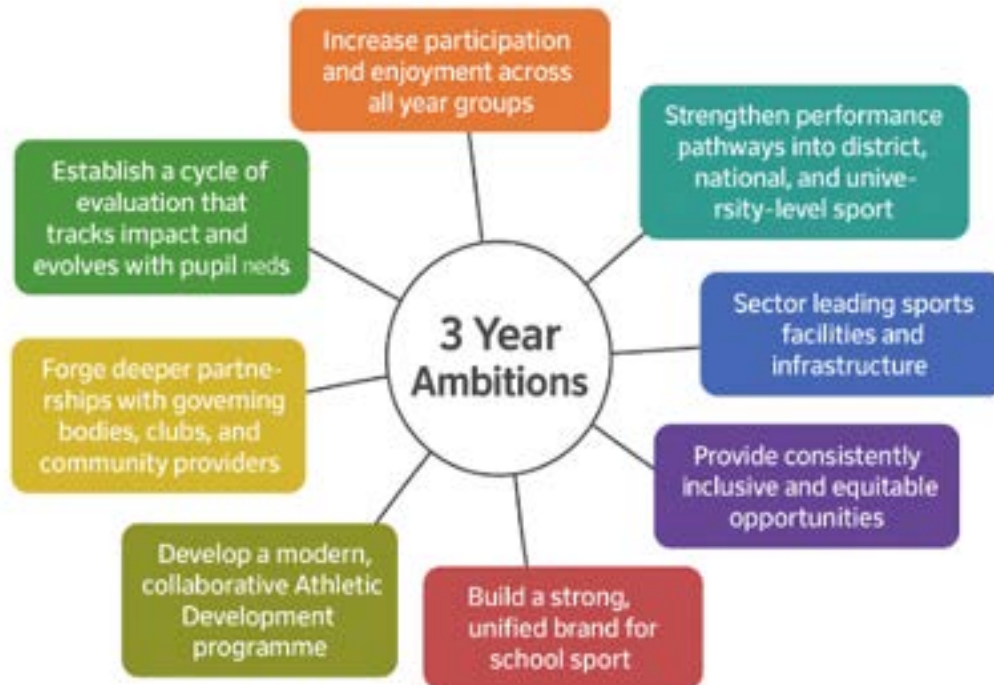 Increase participation
and enjoyment across
all year groups
Strengthen performance
pathways into district,
national, and unive-
rsity-level sport
Sector leading sports
facilities and
infrastructure
Provide consistently
inclusive and equitable
opportunities
Build a strong,
unified brand for
school sport
Develop a modern,
collaborative Athletic
Development
programme
Forge deeper partne-
rships with governing
bodies, clubs, and
community providers
Establish a cycle of
evaluation that
tracks impact and
evolves with pupil neds
3 Year
Ambitions